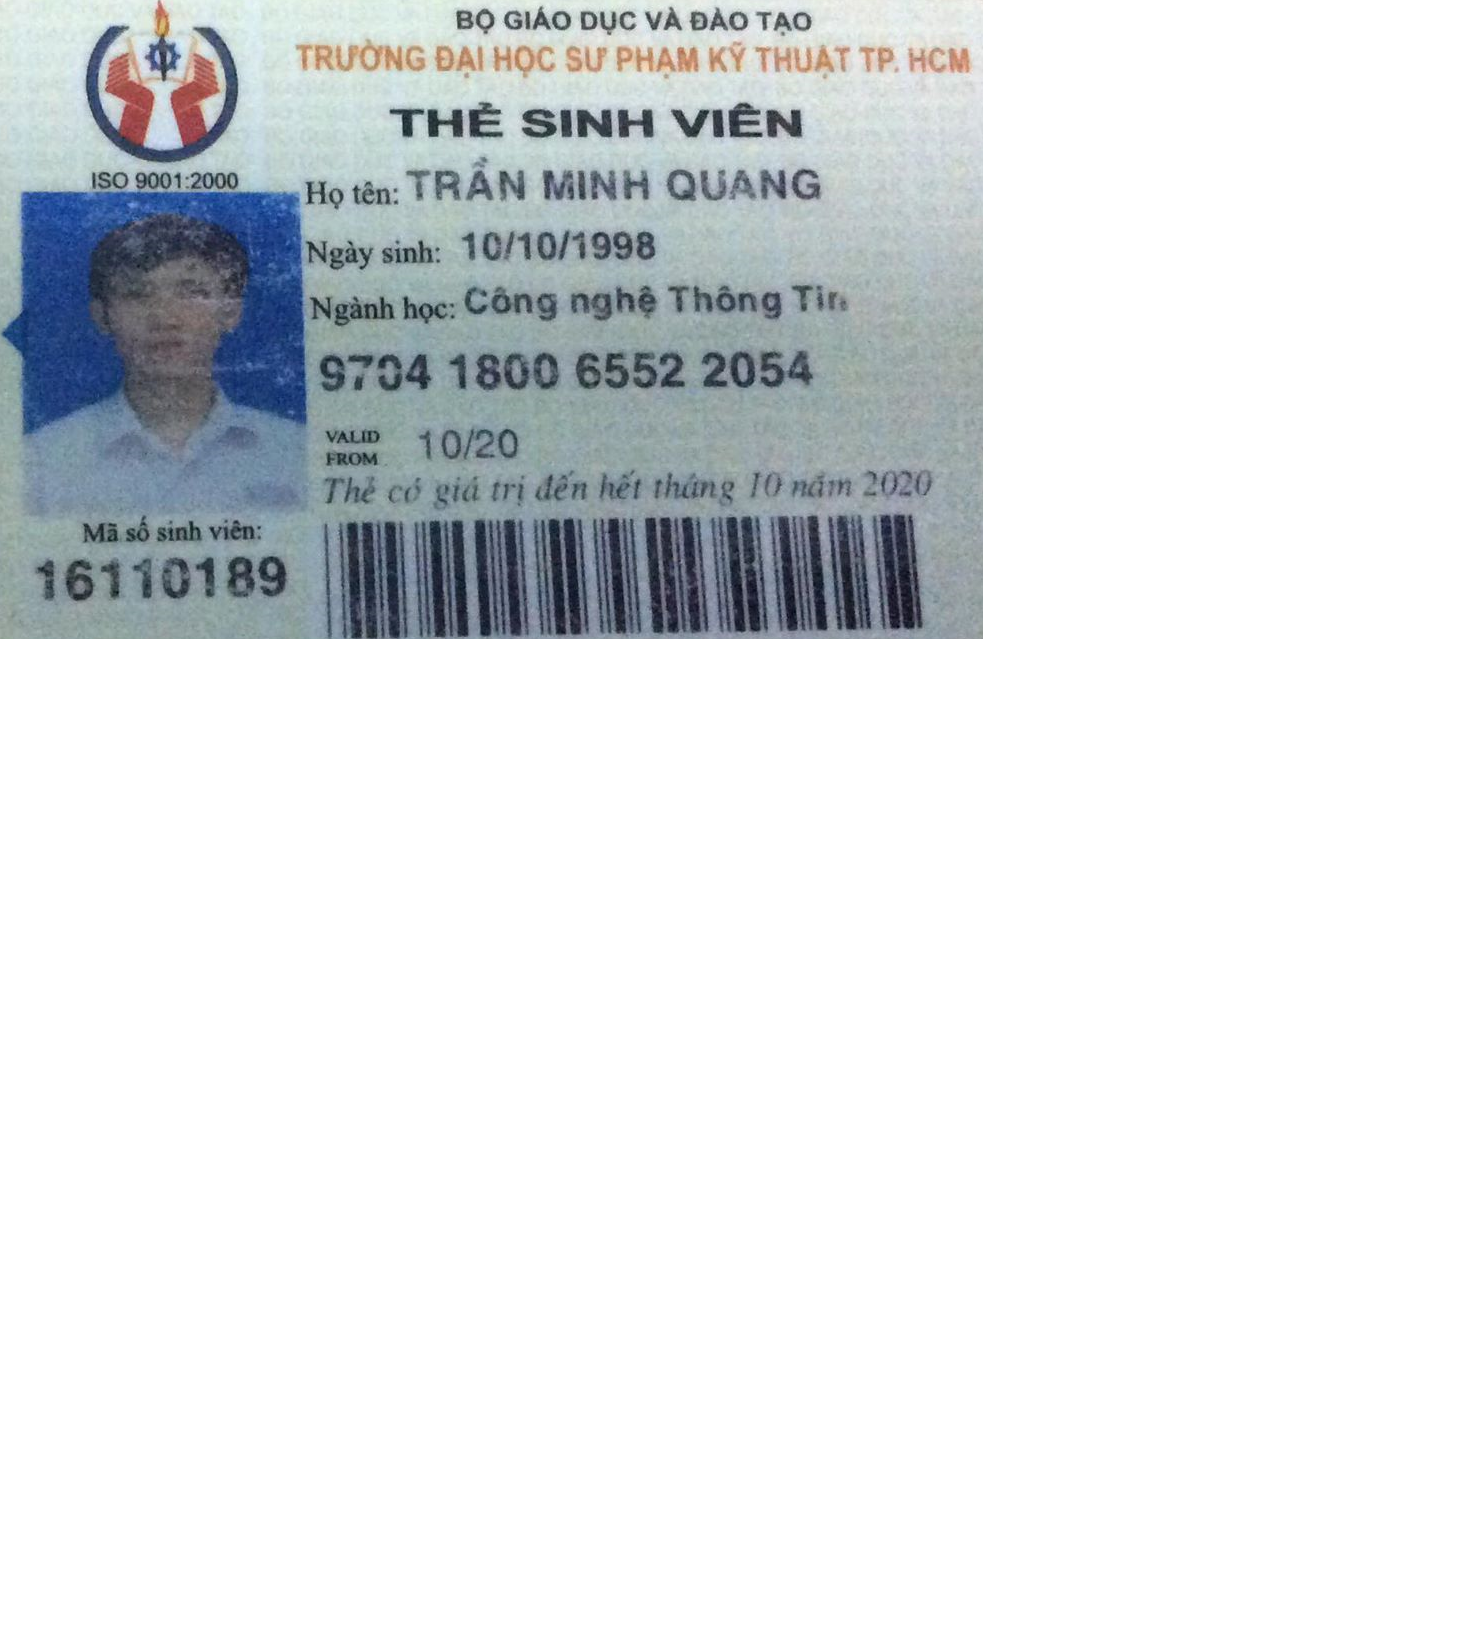 BỘ GIÁO DỤC VÀ ĐÀO TẠO
TRƯỜNG ĐẠI HỌC SƯ PHẠM KỸ THUẬT TP. HCM
THẺ SINH VIÊN
ISO 9001:2000
Họ tên: TRẦN MINH QUANG
Ngày sinh: 10/10/1998
Ngành học: Công nghệ Thông Tin
9704 1800 6552 2054
VALID FROM 10/20
Thẻ có giá trị đến hết tháng 10 năm 2020
Mã số sinh viên:
16110189